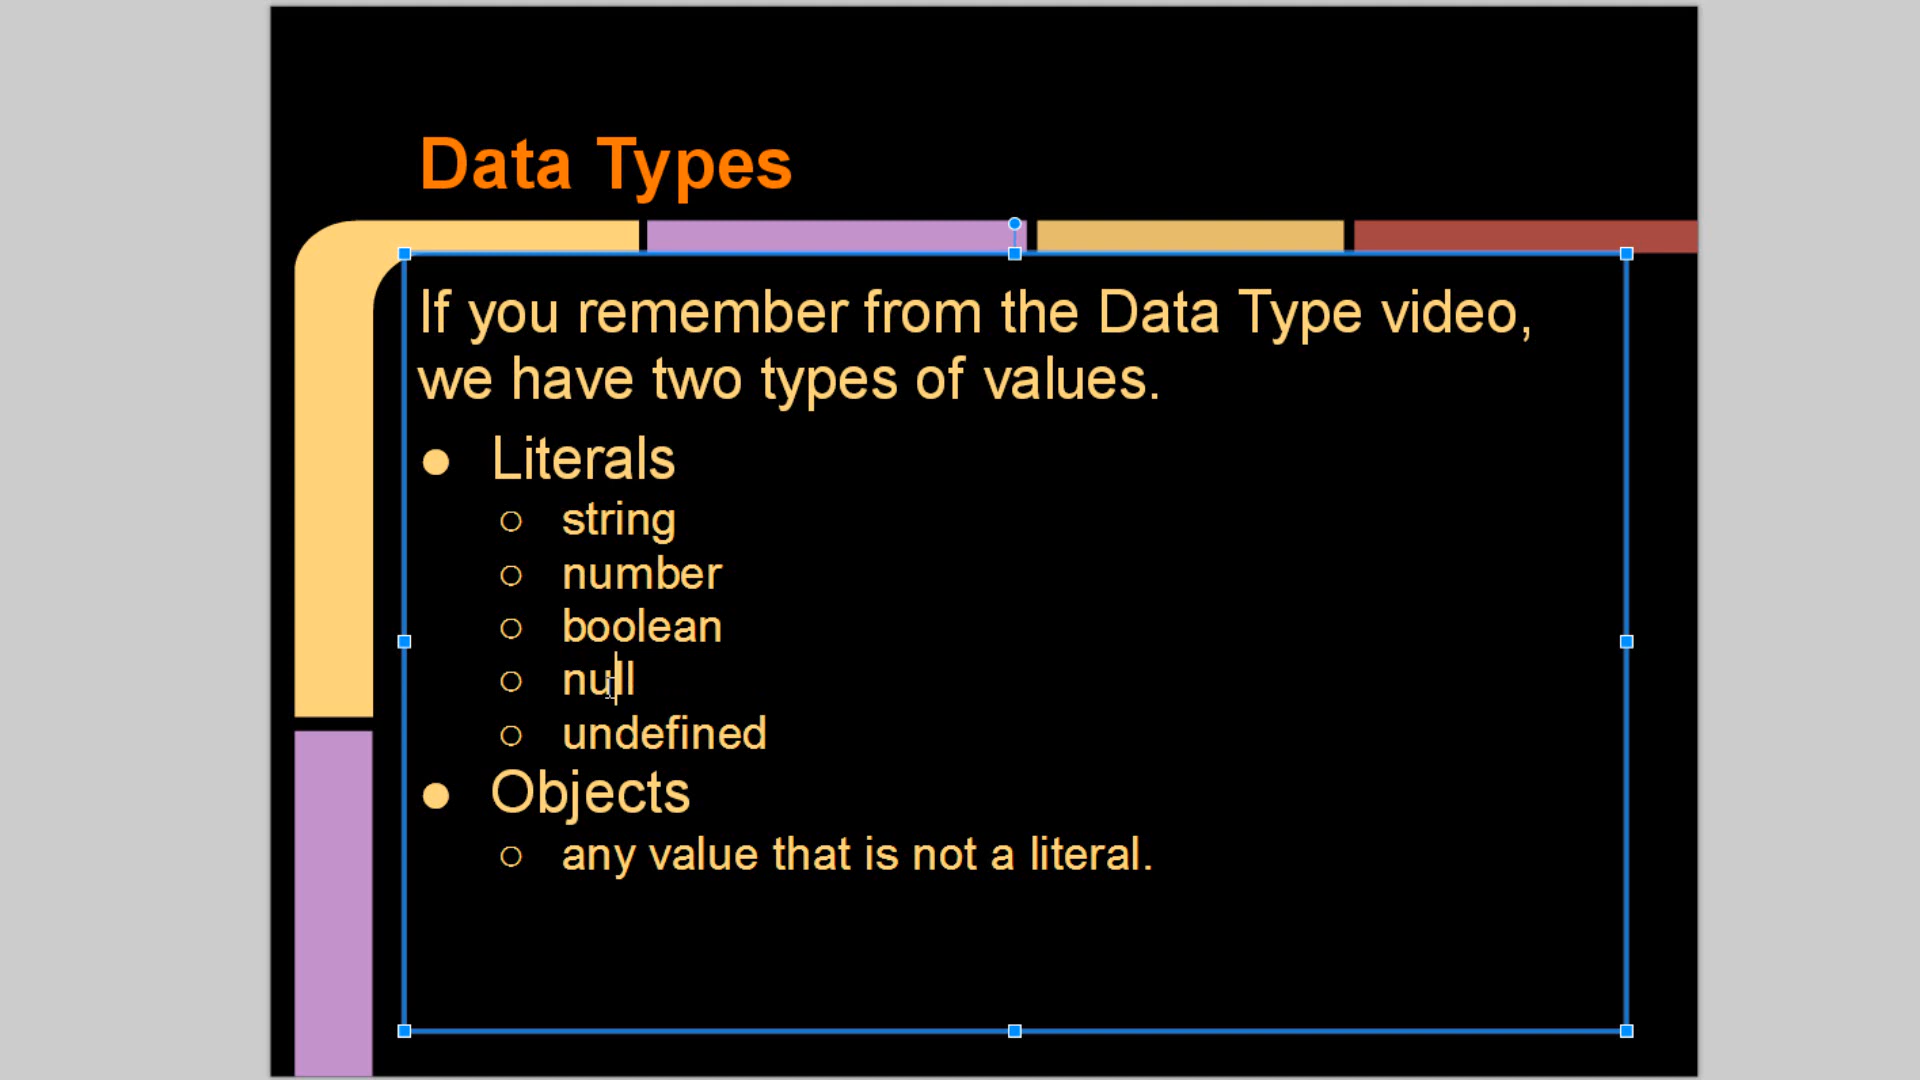 Data Types
If you remember from the Data Type video,
we have two types of values.
● Literals
○ string
○ number
○ boolean
○ null
○ undefined
● Objects
○ any value that is not a literal.